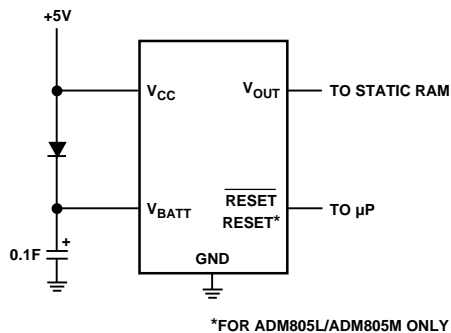 +5V
VCC
VOUT
TO STATIC RAM
VBATT
RESET
RESET*
TO µP
0.1F
+
GND
*FOR ADM805L/ADM805M ONLY